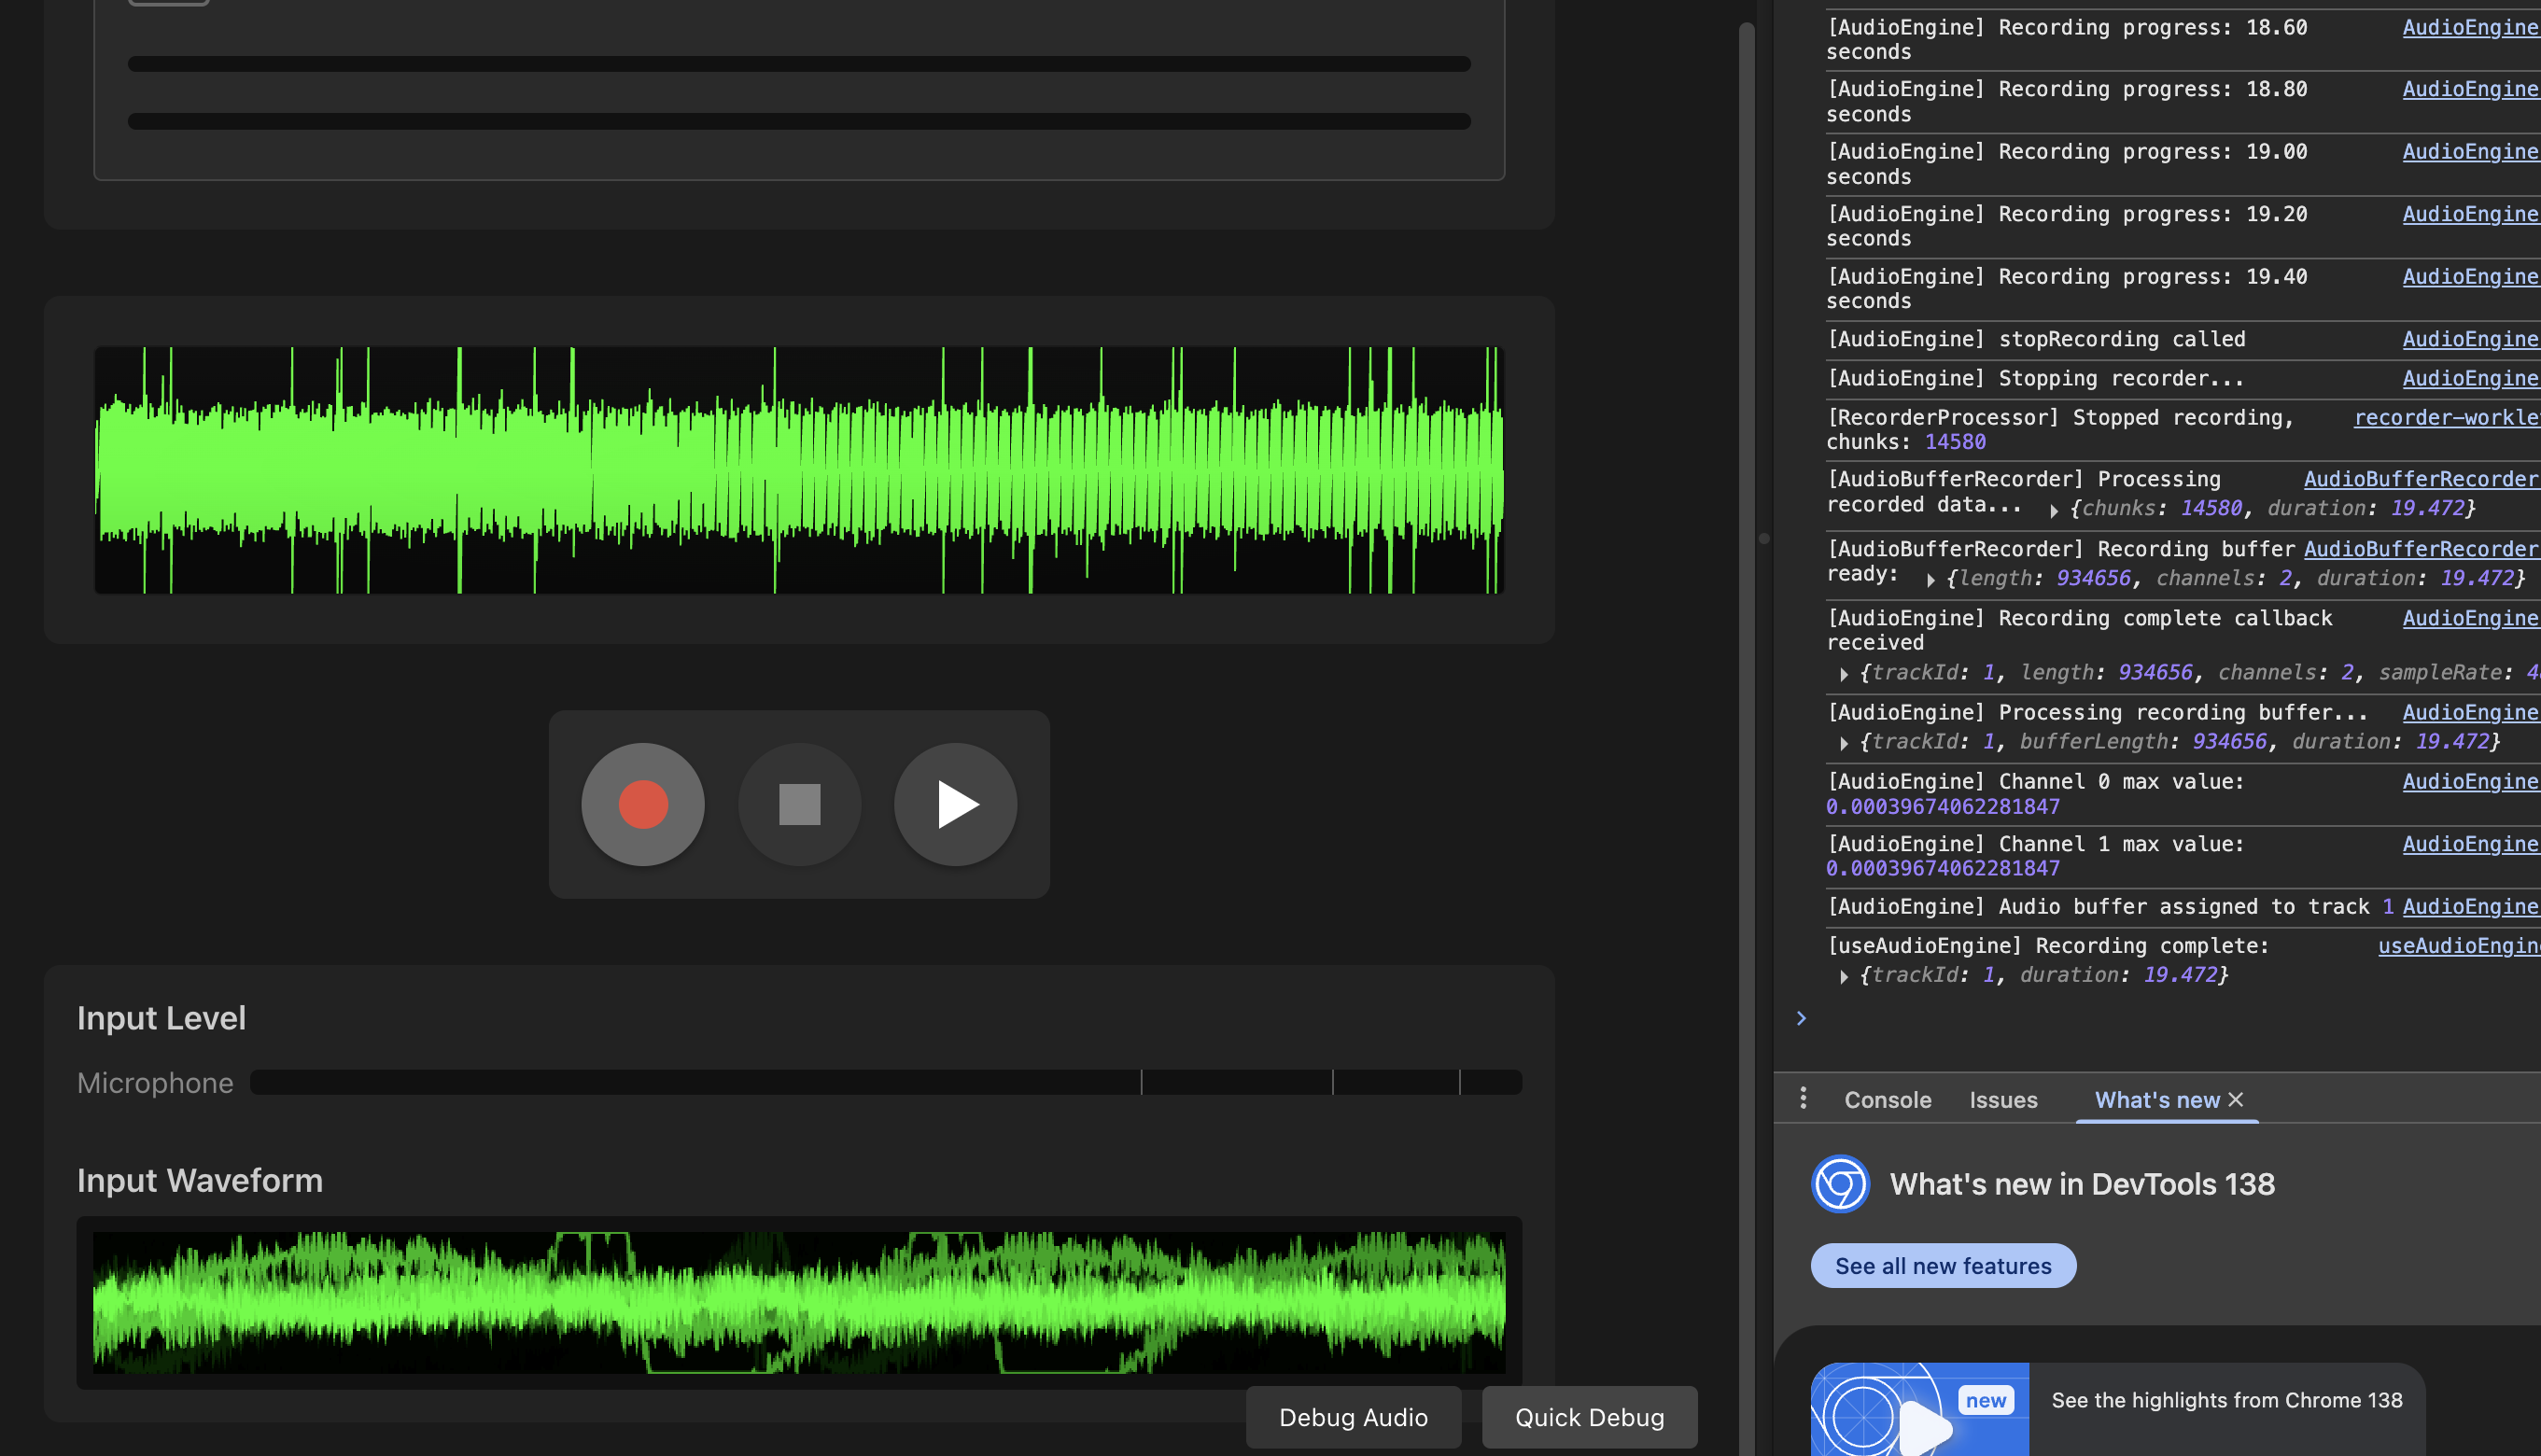 Input Level
Microphone
Input Waveform
Debug Audio
Quick Debug
[AudioEngine] Recording progress: 18.60 AudioEngine
seconds
[AudioEngine] Recording progress: 18.80 AudioEngine
seconds
[AudioEngine] Recording progress: 19.00 AudioEngine
seconds
[AudioEngine] Recording progress: 19.20 AudioEngine
seconds
[AudioEngine] Recording progress: 19.40 AudioEngine
seconds
[AudioEngine] stopRecording called AudioEngine
[AudioEngine] Stopping recorder... AudioEngine
[RecorderProcessor] Stopped recording, recorder-workle
chunks: 14580
[AudioBufferRecorder] Processing AudioBufferRecorder
recorded data... {chunks: 14580, duration: 19.472}
[AudioBufferRecorder] Recording buffer AudioBufferRecorder
ready: {length: 934656, channels: 2, duration: 19.472}
[AudioEngine] Recording complete callback AudioEngine
received
{trackId: 1, length: 934656, channels: 2, sampleRate: 4
[AudioEngine] Processing recording buffer... AudioEngine
{trackId: 1, bufferLength: 934656, duration: 19.472}
[AudioEngine] Channel 0 max value: AudioEngine
0.00039674062281847
[AudioEngine] Channel 1 max value: AudioEngine
0.00039674062281847
[AudioEngine] Audio buffer assigned to track 1 AudioEngine
[useAudioEngine] Recording complete: useAudioEngin
{trackId: 1, duration: 19.472}
Console Issues What's new
What's new in DevTools 138
See all new features
new
See the highlights from Chrome 138